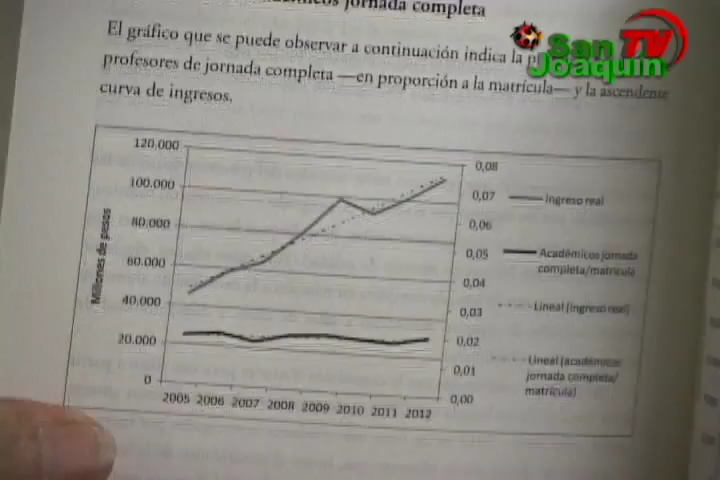 jornada completa
El gráfico que se puede observar a continuación indica la
profesores de jornada completa —en proporción a la matrícula— y la ascendente
curva de ingresos.
San Joaquin TV
120.000
100.000
80.000
60.000
40.000
20.000
0
Millones de pesos
0,08
0,07
0,06
0,05
0,04
0,03
0,02
0,01
0,00
2005 2006 2007 2008 2009 2010 2011 2012
Ingreso real
Académicos jornada
completa/matrícula
Lineal (Ingreso real)
Lineal (académicos
jornada completa/
matrícula)